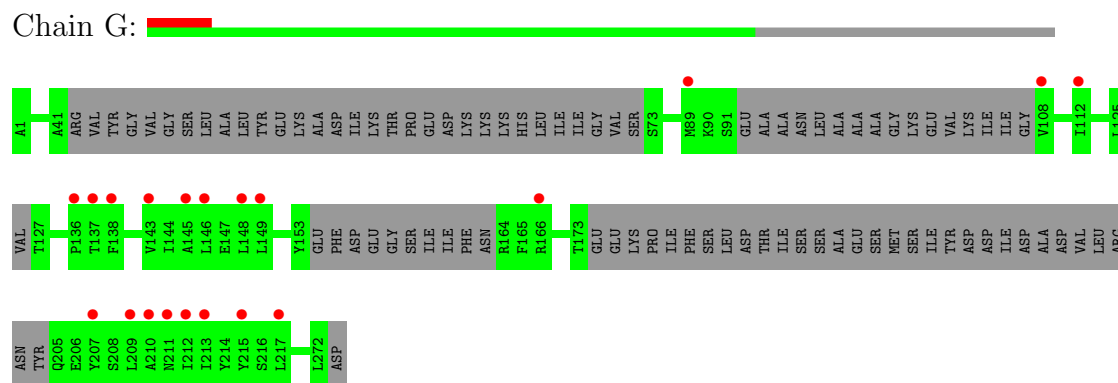 Chain G:
A1 A41 ARG VAL TYR GLY VAL GLY SER LEU ALA LEU TYR GLU LYS ALA ASP ILE LYS THR PRO GLU ASP LYS LYS LYS HIS LEU ILE ILE GLY VAL SER S73 M89 K90 S91 GLU ALA ALA ASN LEU ALA ALA ALA GLY LYS GLU VAL LYS ILE ILE GLY V108 I112
VAL T127 P136 T137 F138 V143 I144 A145 L146 E147 L148 L149 Y153 GLU PHE ASP GLU GLY SER ILE ILE PHE ASN R164 F165 R166 T173 GLU GLU LYS PRO ILE PHE SER LEU ASP THR ILE SER SER ALA GLU SER MET SER ILE TYR ASP ASP ILE ASP ALA ASP VAL LEU ARG
ASN TYR Q205 E206 Y207 S208 L209 A210 N211 I212 I213 Y214 Y215 S216 L217 L272 ASP